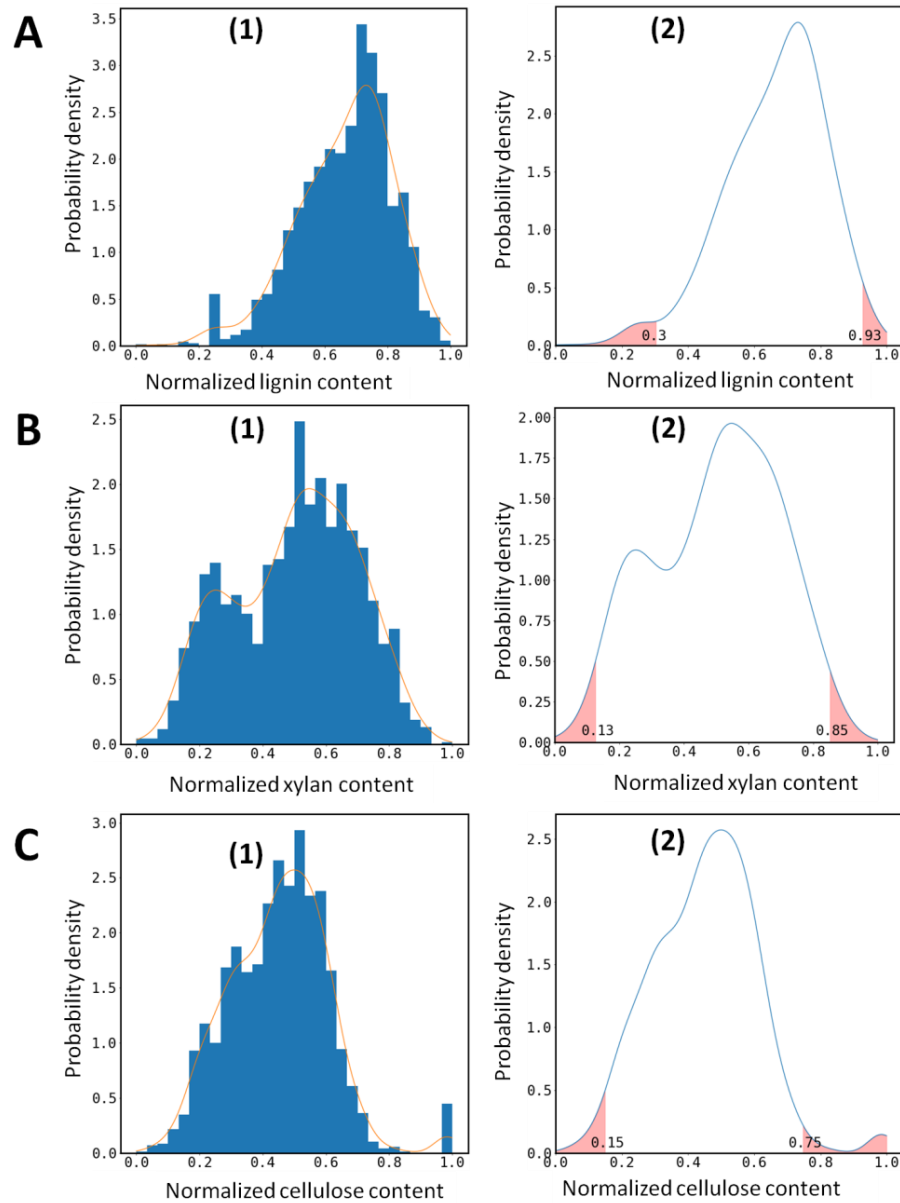 A
(1)
3.5
3.0
2.5
2.0
1.5
1.0
0.5
0.0
Probability density
0.0 0.2 0.4 0.6 0.8 1.0
Normalized lignin content
(2)
2.5
2.0
1.5
1.0
0.5
0.0
Probability density
0.3
0.93
0.0 0.2 0.4 0.6 0.8 1.0
Normalized lignin content
B
(1)
2.5
2.0
1.5
1.0
0.5
0.0
Probability density
0.0 0.2 0.4 0.6 0.8 1.0
Normalized xylan content
(2)
2.00
1.75
1.50
1.25
1.00
0.75
0.50
0.25
0.00
Probability density
0.13
0.85
0.0 0.2 0.4 0.6 0.8 1.0
Normalized xylan content
C
(1)
3.0
2.5
2.0
1.5
1.0
0.5
0.0
Probability density
0.0 0.2 0.4 0.6 0.8 1.0
Normalized cellulose content
(2)
2.5
2.0
1.5
1.0
0.5
0.0
Probability density
0.15
0.75
0.0 0.2 0.4 0.6 0.8 1.0
Normalized cellulose content